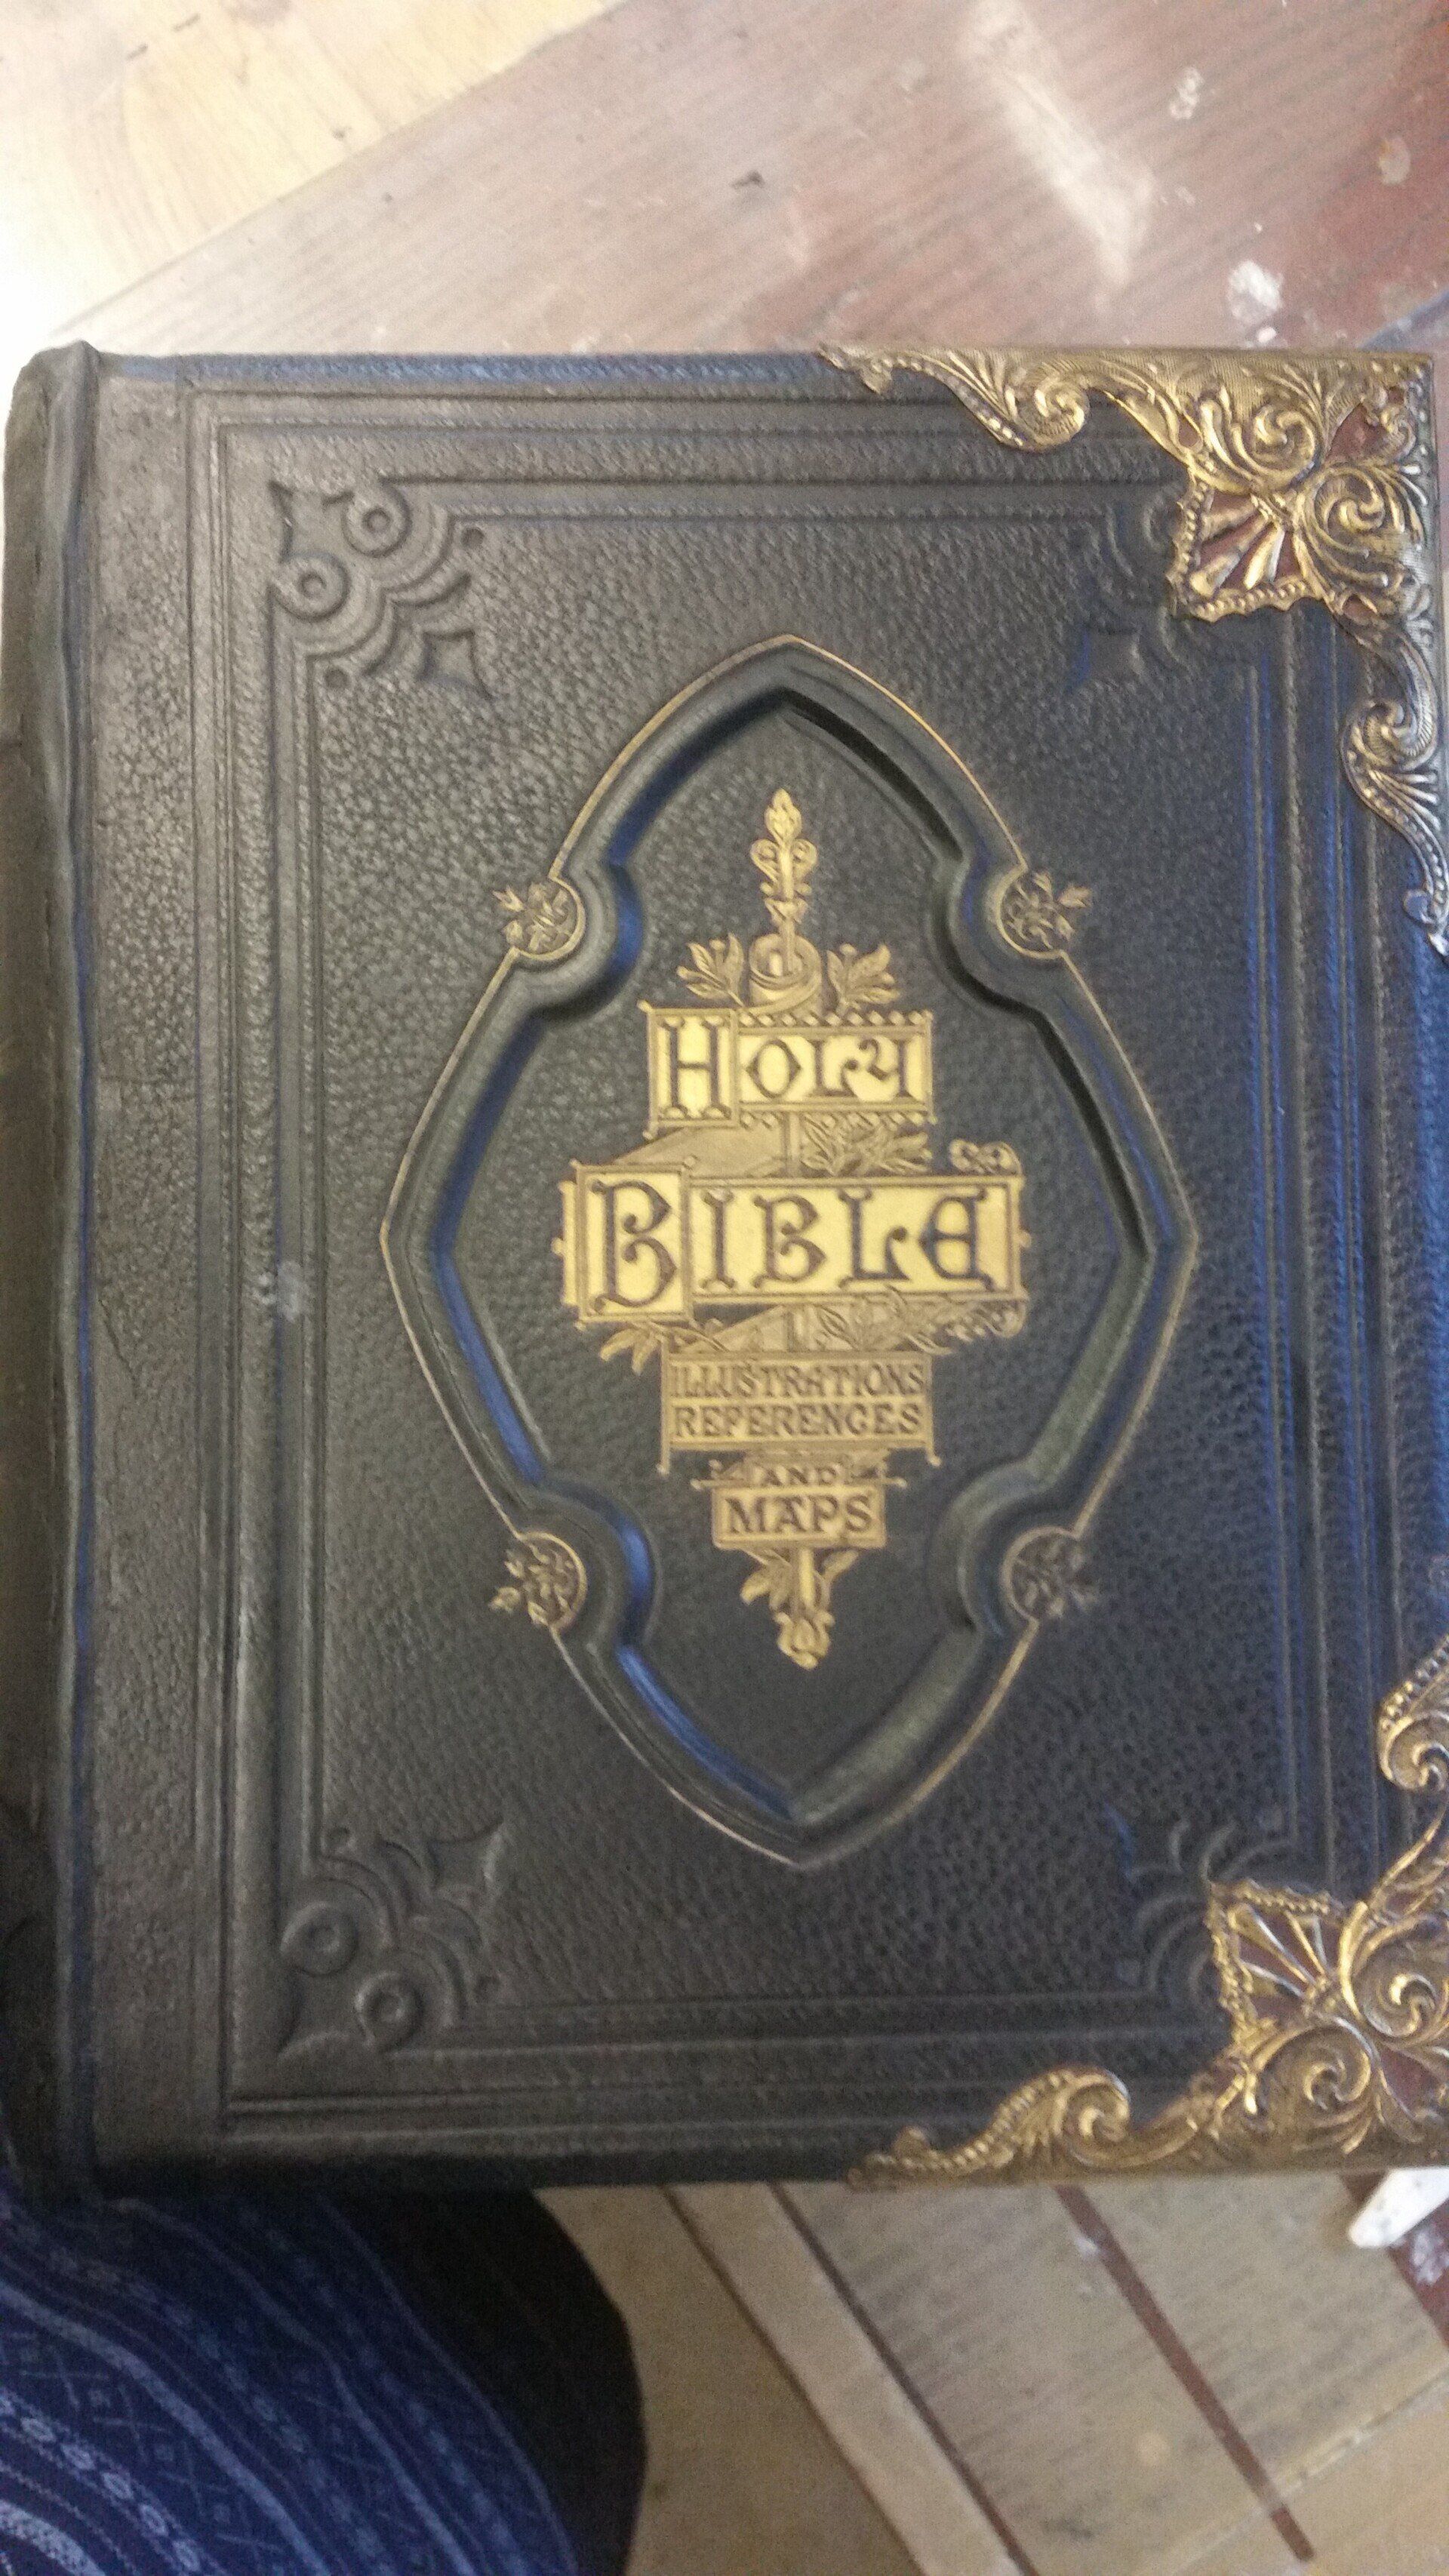 HOLY
BIBLE
ILLUSTRATIONS
REFERENCES
AND
MAPS